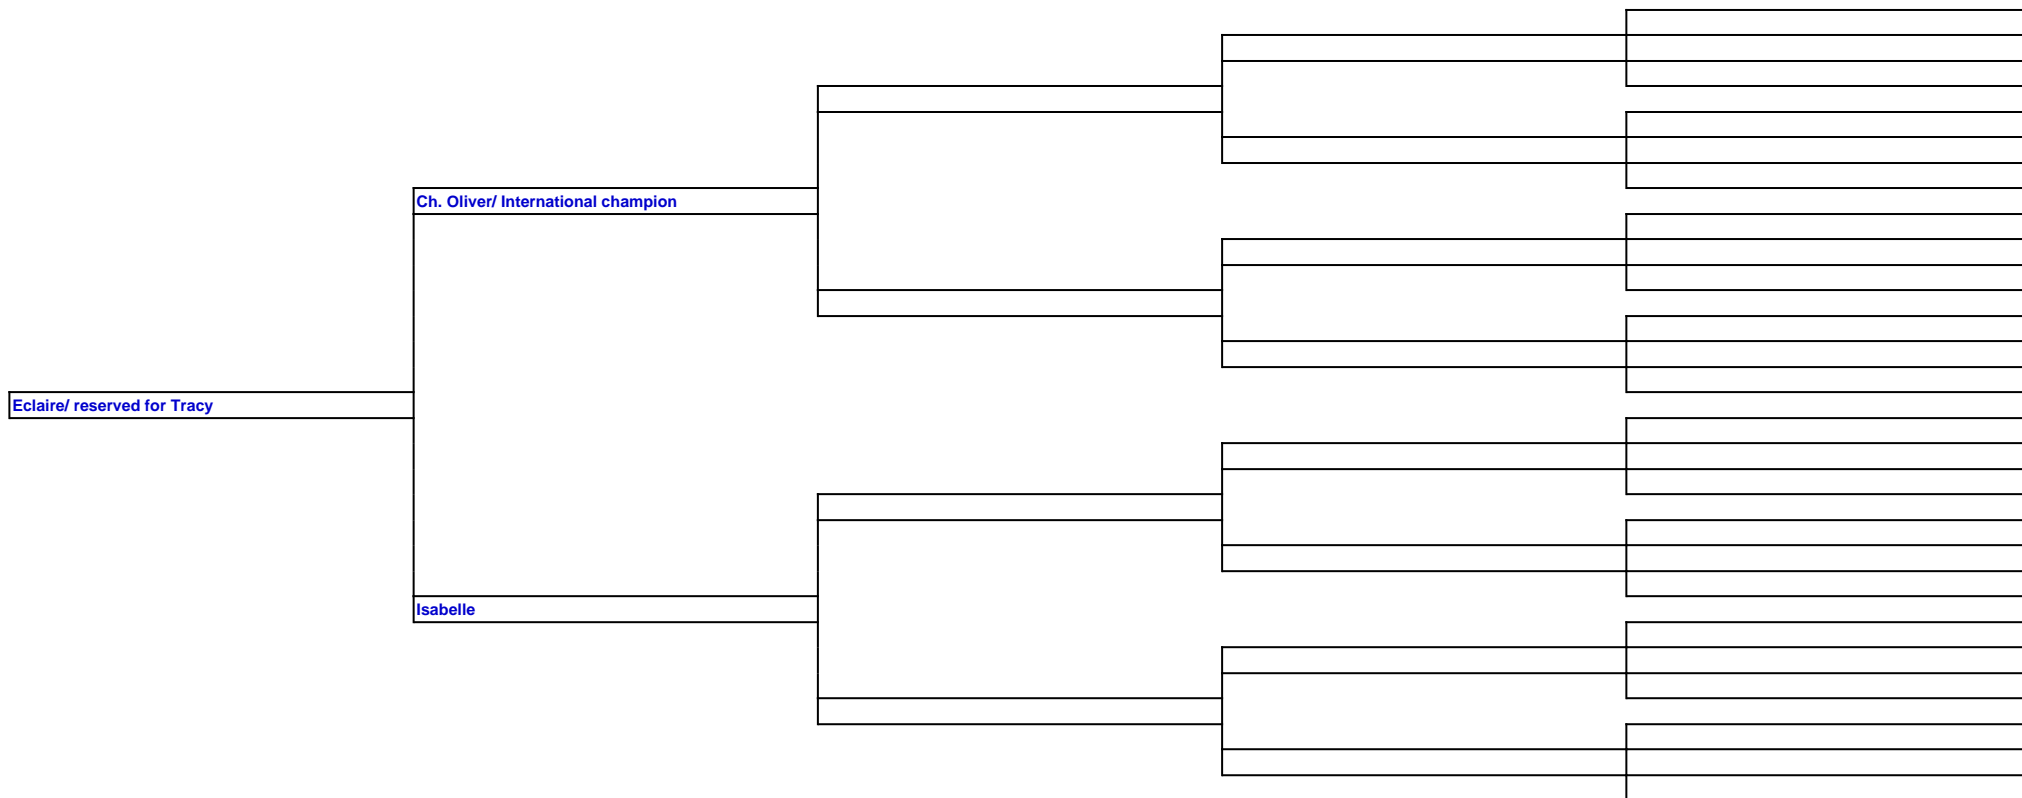 Ch. Oliver/ International champion
Eclaire/ reserved for Tracy
Isabelle